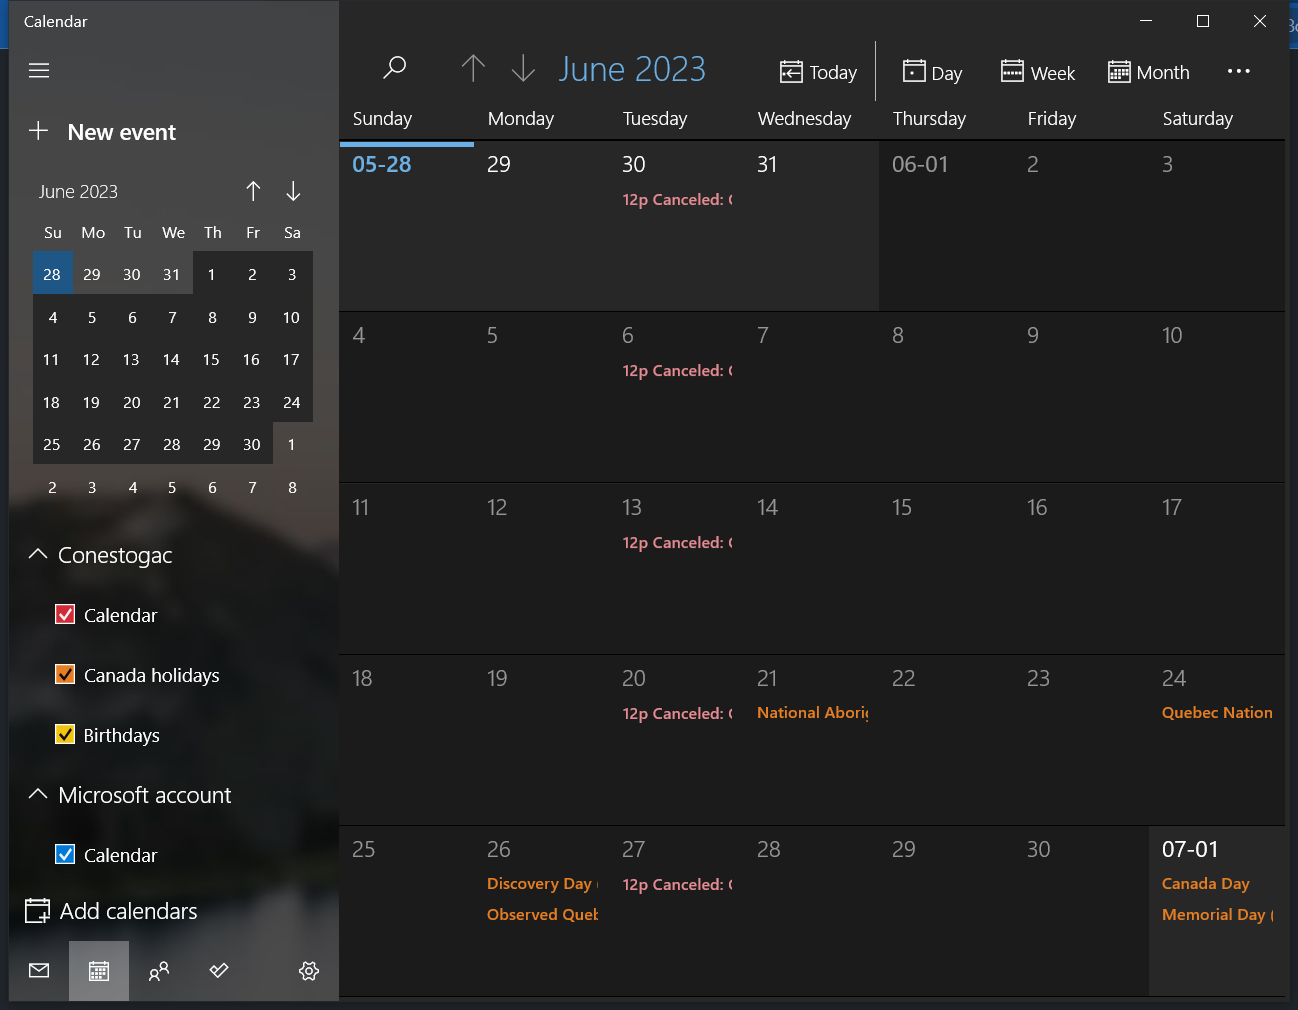 Calendar
New event
June 2023
Su Mo Tu We Th Fr Sa
28 29 30 31 1 2 3
4 5 6 7 8 9 10
11 12 13 14 15 16 17
18 19 20 21 22 23 24
25 26 27 28 29 30 1
2 3 4 5 6 7 8
Conestogac
Calendar
Canada holidays
Birthdays
Microsoft account
Calendar
Add calendars
June 2023
Today
Day
Week
Month
Sunday Monday Tuesday Wednesday Thursday Friday Saturday
05-28 29 30 31 06-01 2 3
12p Canceled:
4 5 6 7 8 9 10
12p Canceled:
11 12 13 14 15 16 17
12p Canceled:
18 19 20 21 22 23 24
12p Canceled: National Aborig Quebec Nation
25 26 27 28 29 30 07-01
Discovery Day 12p Canceled: Canada Day
Observed Queb Memorial Day (